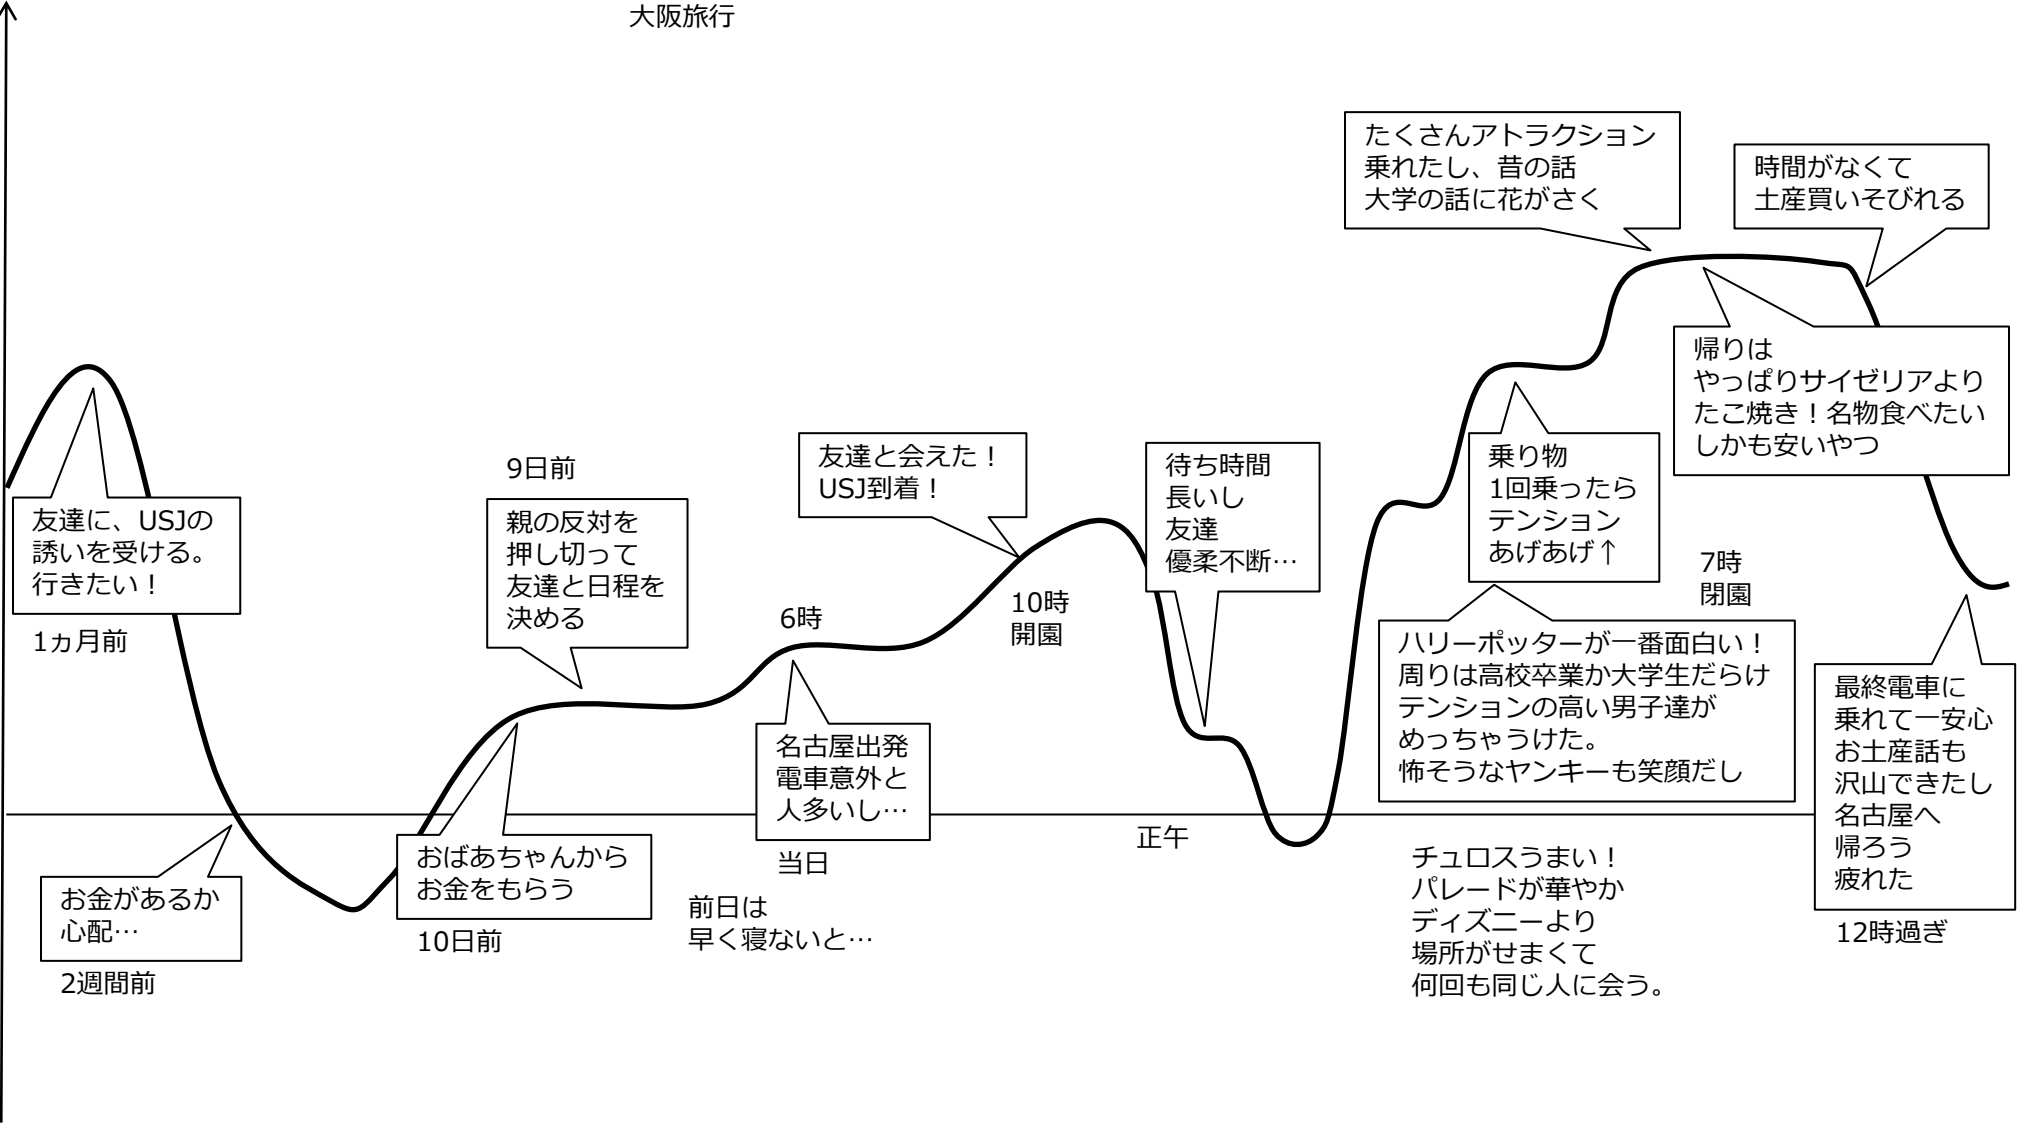 大阪旅行
友達に、USJの
誘いを受ける。
行きたい！
1ヵ月前
お金があるか
心配…
2週間前
おばあちゃんから
お金をもらう
10日前
9日前
親の反対を
押し切って
友達と日程を
決める
前日は
早く寝ないと…
6時
名古屋出発
電車意外と
人多いし…
当日
友達と会えた！
USJ到着！
10時
開園
待ち時間
長いし
友達
優柔不断…
正午
たくさんアトラクション
乗れたし、昔の話
大学の話に花がさく
乗り物
1回乗ったら
テンション
あげあげ↑
ハリーポッターが一番面白い！
周りは高校卒業か大学生だらけ
テンションの高い男子達が
めっちゃうけた。
怖そうなヤンキーも笑顔だし
チュロスうまい！
パレードが華やか
ディズニーより
場所がせまくて
何回も同じ人に会う。
7時
閉園
時間がなくて
土産買いそびれる
帰りは
やっぱりサイゼリアより
たこ焼き！名物食べたい
しかも安いやつ
最終電車に
乗れて一安心
お土産話も
沢山できたし
名古屋へ
帰ろう
疲れた
12時過ぎ